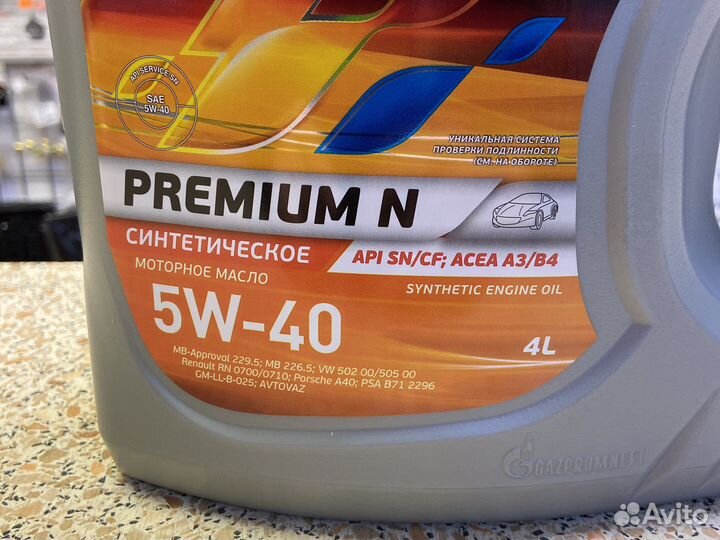 API SERVICE SN
SAE
5W-40
УНИКАЛЬНАЯ СИСТЕМА
ПРОВЕРКИ ПОДЛИННОСТИ
(СМ. НА ОБОРОТЕ)
PREMIUM N
СИНТЕТИЧЕСКОЕ
API SN/CF; ACEA A3/B4
МОТОРНОЕ МАСЛО
SYNTHETIC ENGINE OIL
5W-40
4L
MB-Approval 229.5; MB 226.5; VW 502 00/505 00
Renault RN 0700/0710; Porsche A40; PSA B71 2296
GM-LL-B-025; AVTOVAZ
GAZPROMNEFT
Avito